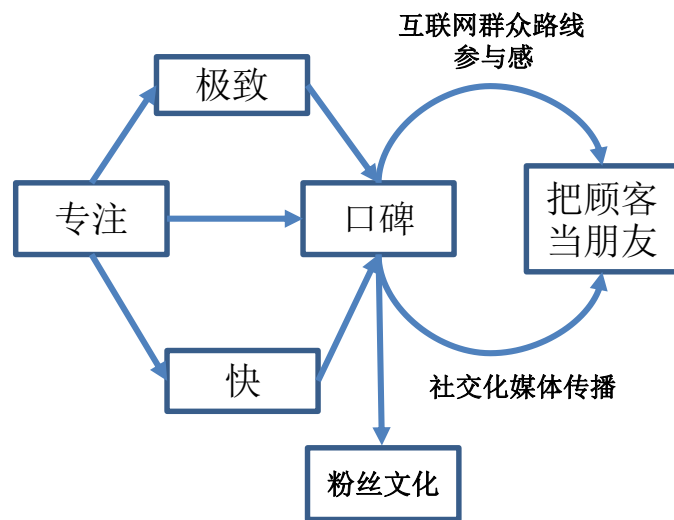 互联网群众路线
参与感
极致
专注
口碑
把顾客
当朋友
快
社交化媒体传播
粉丝文化